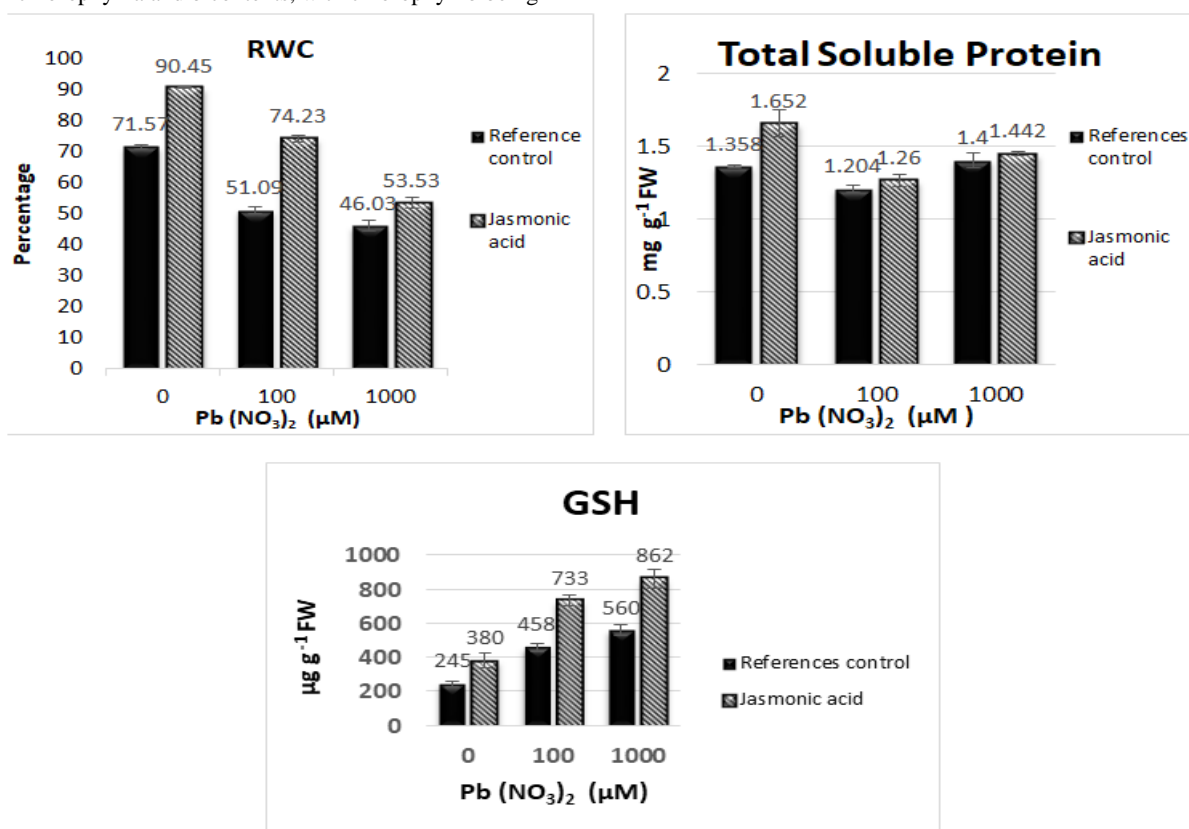 RWC
100
90
80
70
60
50
40
30
20
10
0
Percentage
71.57
90.45
51.09
74.23
46.03
53.53
0 100 1000
Pb (NO₃)₂ (µM)
Reference
control
Jasmonic
acid
Total Soluble Protein
2
1.5
1
0.5
0
mg g⁻¹ FW
1.358
1.652
1.204
1.26
1.4
1.442
0 100 1000
Pb (NO₃)₂ (µM )
References
control
Jasmonic
acid
GSH
1000
800
600
400
200
0
µg g⁻¹ FW
245
380
458
733
560
862
0 100 1000
Pb (NO₃)₂ (µM)
References control
Jasmonic acid